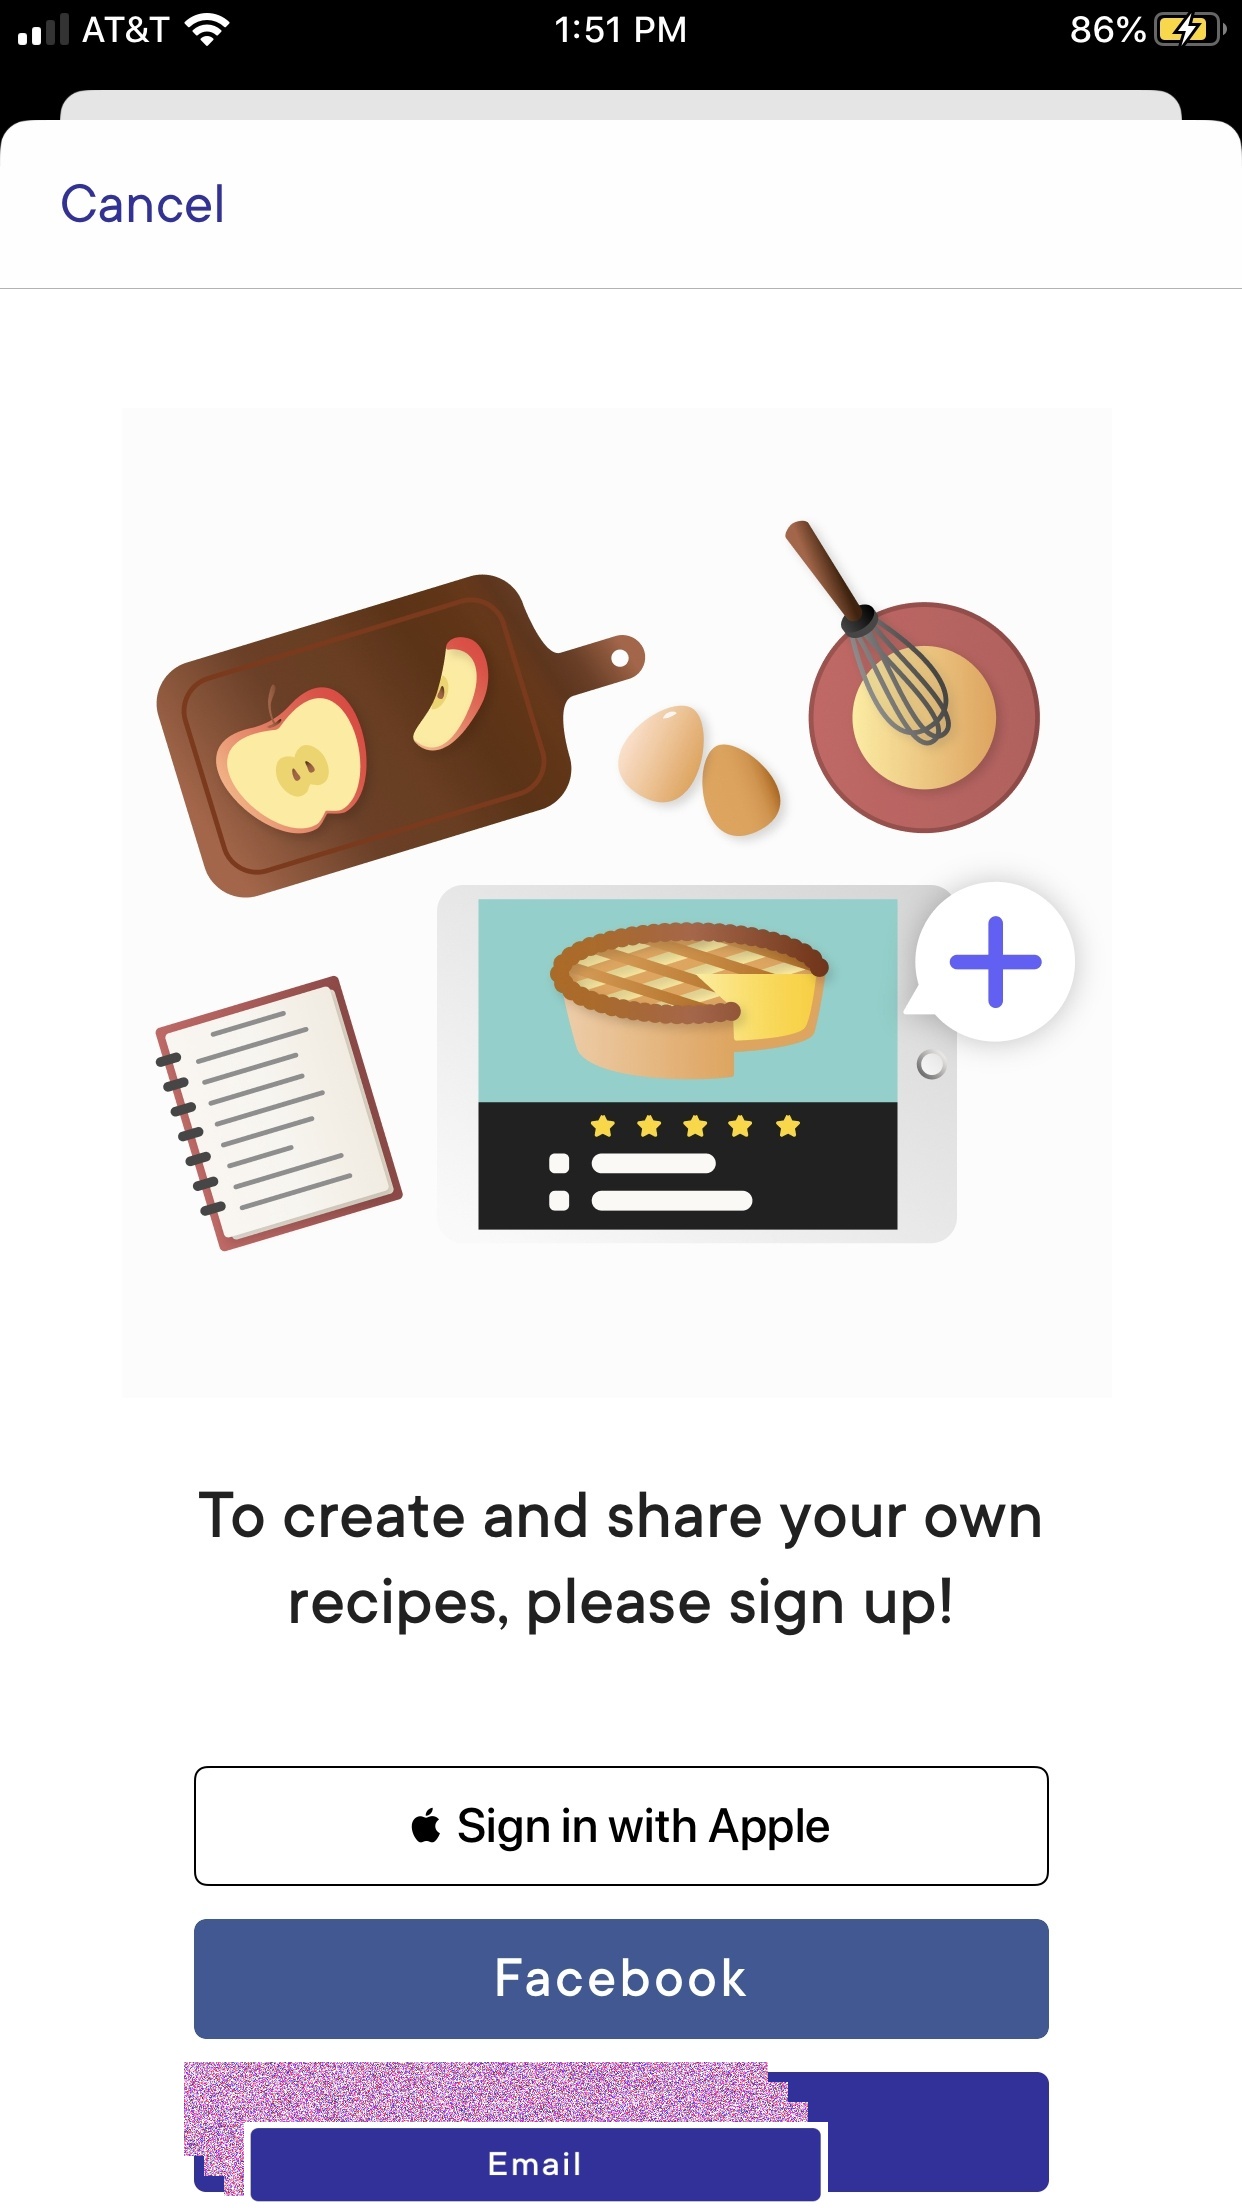 AT&T 1:51 PM 86%
Cancel
To create and share your own
recipes, please sign up!
Sign in with Apple
Facebook
Email